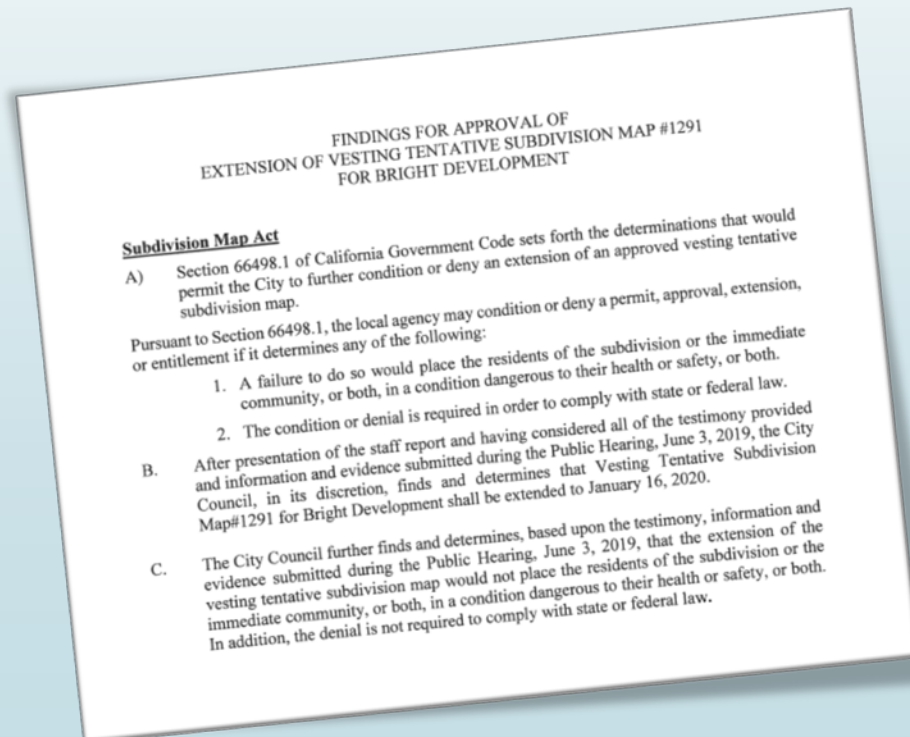 FINDINGS FOR APPROVAL OF
EXTENSION OF VESTING TENTATIVE SUBDIVISION MAP #1291
FOR BRIGHT DEVELOPMENT
Subdivision Map Act
A) Section 66498.1 of California Government Code sets forth the determinations that would
permit the City to further condition or deny an extension of an approved vesting tentative
subdivision map.
Pursuant to Section 66498.1, the local agency may condition or deny a permit, approval, extension,
or entitlement if it determines any of the following:
1. A failure to do so would place the residents of the subdivision or the immediate
community, or both, in a condition dangerous to their health or safety, or both.
2. The condition or denial is required in order to comply with state or federal law.
B. After presentation of the staff report and having considered all of the testimony provided
and information and evidence submitted during the Public Hearing, June 3, 2019, the City
Council, in its discretion, finds and determines that Vesting Tentative Subdivision
Map#1291 for Bright Development shall be extended to January 16, 2020.
C. The City Council further finds and determines, based upon the testimony, information and
evidence submitted during the Public Hearing, June 3, 2019, that the extension of the
vesting tentative subdivision map would not place the residents of the subdivision or the
immediate community, or both, in a condition dangerous to their health or safety, or both.
In addition, the denial is not required to comply with state or federal law.